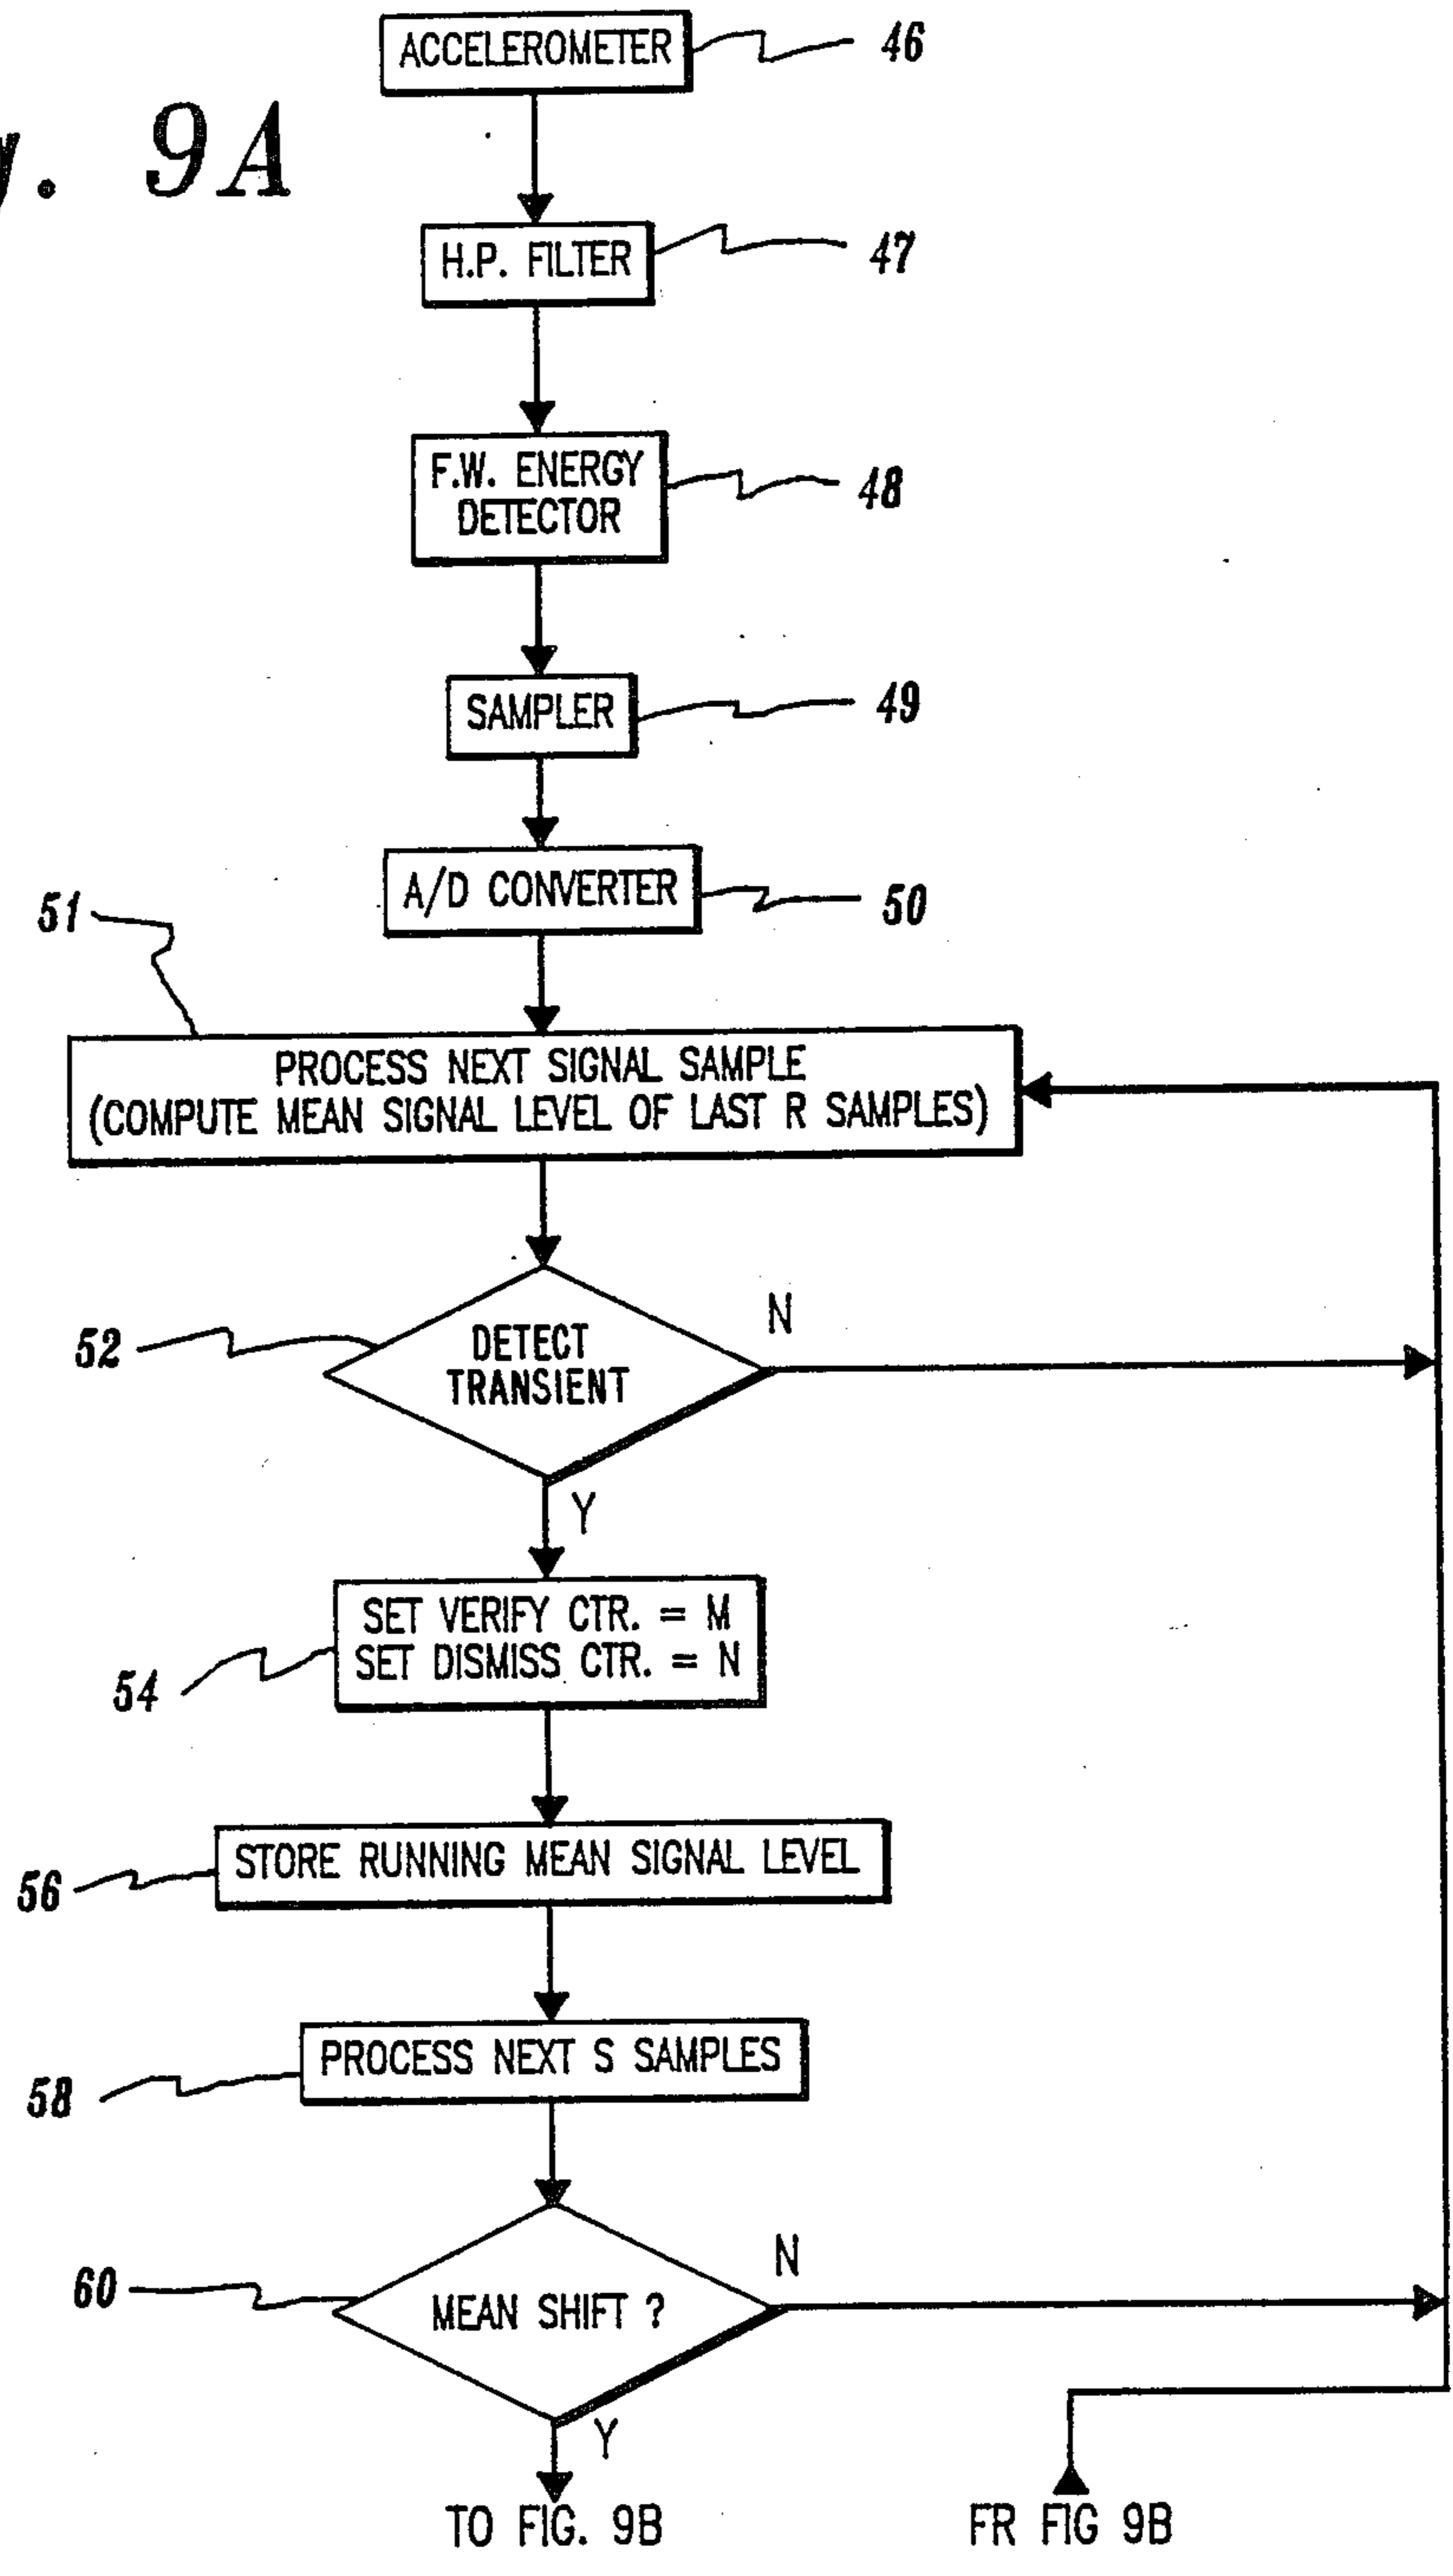 . 9A
ACCELEROMETER
46
H.P. FILTER
47
F.W. ENERGY
DETECTOR
48
SAMPLER
49
A/D CONVERTER
50
51
PROCESS NEXT SIGNAL SAMPLE
(COMPUTE MEAN SIGNAL LEVEL OF LAST R SAMPLES)
52
DETECT
TRANSIENT
N
Y
SET VERIFY CTR. = M
SET DISMISS CTR. = N
54
STORE RUNNING MEAN SIGNAL LEVEL
56
PROCESS NEXT S SAMPLES
58
60
MEAN SHIFT ?
N
Y
TO FIG. 9B
FR FIG 9B